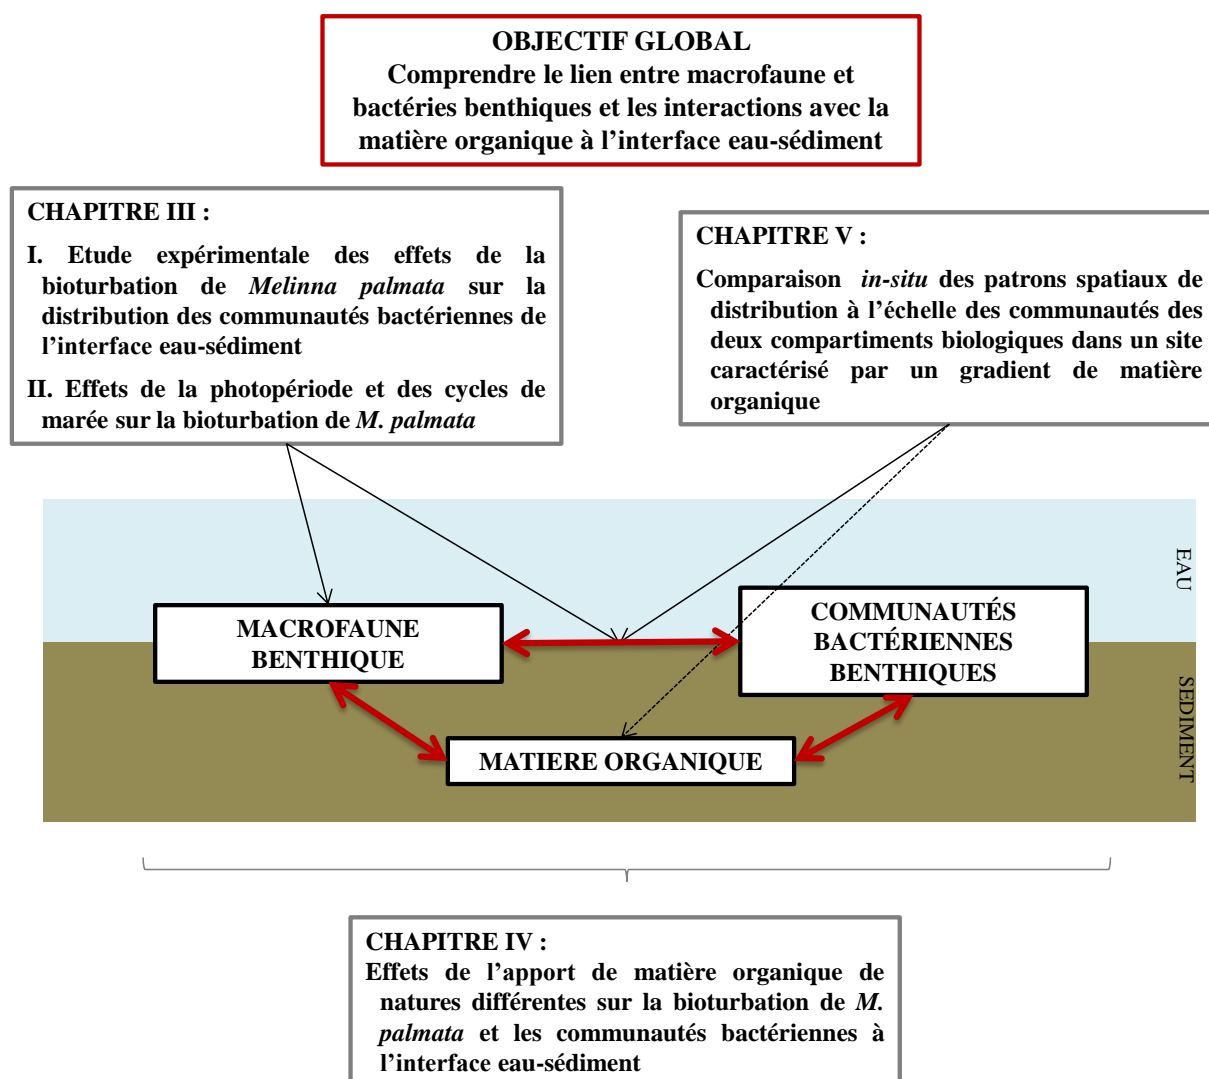 OBJECTIF GLOBAL
Comprendre le lien entre macrofaune et
bactéries benthiques et les interactions avec la
matière organique à l’interface eau-sédiment
CHAPITRE III :
I. Etude expérimentale des effets de la
bioturbation de Melinna palmata sur la
distribution des communautés bactériennes de
l’interface eau-sédiment
II. Effets de la photopériode et des cycles de
marée sur la bioturbation de M. palmata
CHAPITRE V :
Comparaison in-situ des patrons spatiaux de
distribution à l’échelle des communautés des
deux compartiments biologiques dans un site
caractérisé par un gradient de matière
organique
EAU
MACROFAUNE
BENTHIQUE
COMMUNAUTÉS
BACTÉRIENNES
BENTHIQUES
SEDIMENT
MATIERE ORGANIQUE
CHAPITRE IV :
Effets de l’apport de matière organique de
natures différentes sur la bioturbation de M.
palmata et les communautés bactériennes à
l’interface eau-sédiment